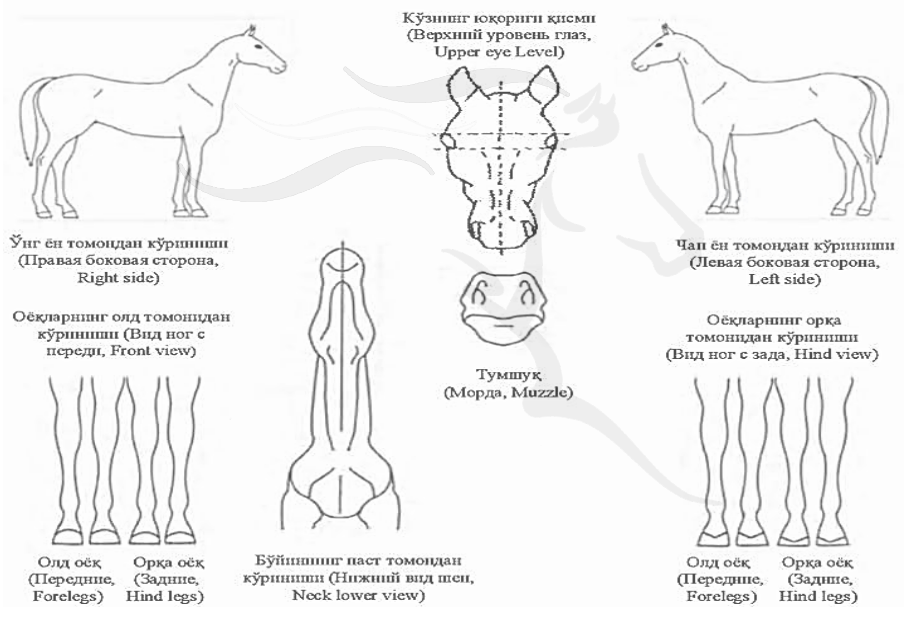 Кўзнинг юқориги қисми
(Верхний уровень глаз,
Upper eye Level)
Ўнг ён томондан кўриниши
(Правая боковая сторона,
Right side)
Чап ён томондан кўриниши
(Левая боковая сторона,
Left side)
Оёқларнинг олд томонидан
кўриниши (Вид ног с
переди, Front view)
Тумшуқ
(Морда, Muzzle)
Оёқларнинг орқа
томонидан кўриниши
(Вид ног с зада, Hind view)
Олд оёқ
(Передние,
Forelegs)
Орқа оёқ
(Задние,
Hind legs)
Бўйиннинг паст томондан
кўриниши (Нижний вид шеи,
Neck lower view)
Олд оёқ
(Передние,
Forelegs)
Орқа оёқ
(Задние,
Hind legs)